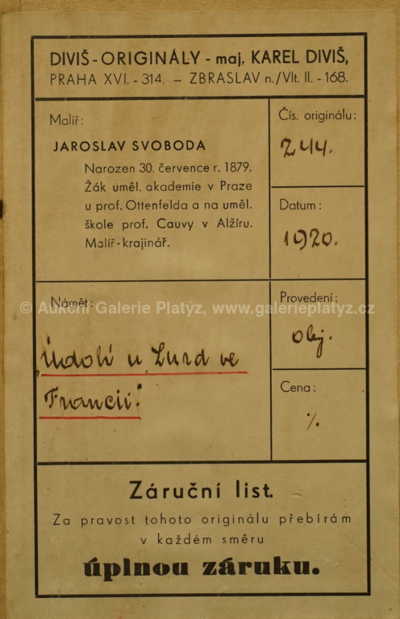 DIVIŠ-ORIGINÁLY - maj. KAREL DIVIŠ,
PRAHA XVI. - 314. — ZBRASLAV n./Vlt. II. - 168.
Malíř:
JAROSLAV SVOBODA
Narozen 30. července r. 1879.
Žák uměl. akademie v Praze
u prof. Ottenfelda a na uměl.
škole prof. Cauvy v Alžíru.
Malíř-krajinář.
Čís. originálu:
244.
Datum:
1920.
Námět:
„Údolí u Lurd ve
Francii."
Provedení:
olej.
Cena:
%
© Aukční Galerie Platýz, www.galerieplatyz.cz
Záruční list.
Za pravost tohoto originálu přebírám
v každém směru
úplnou záruku.